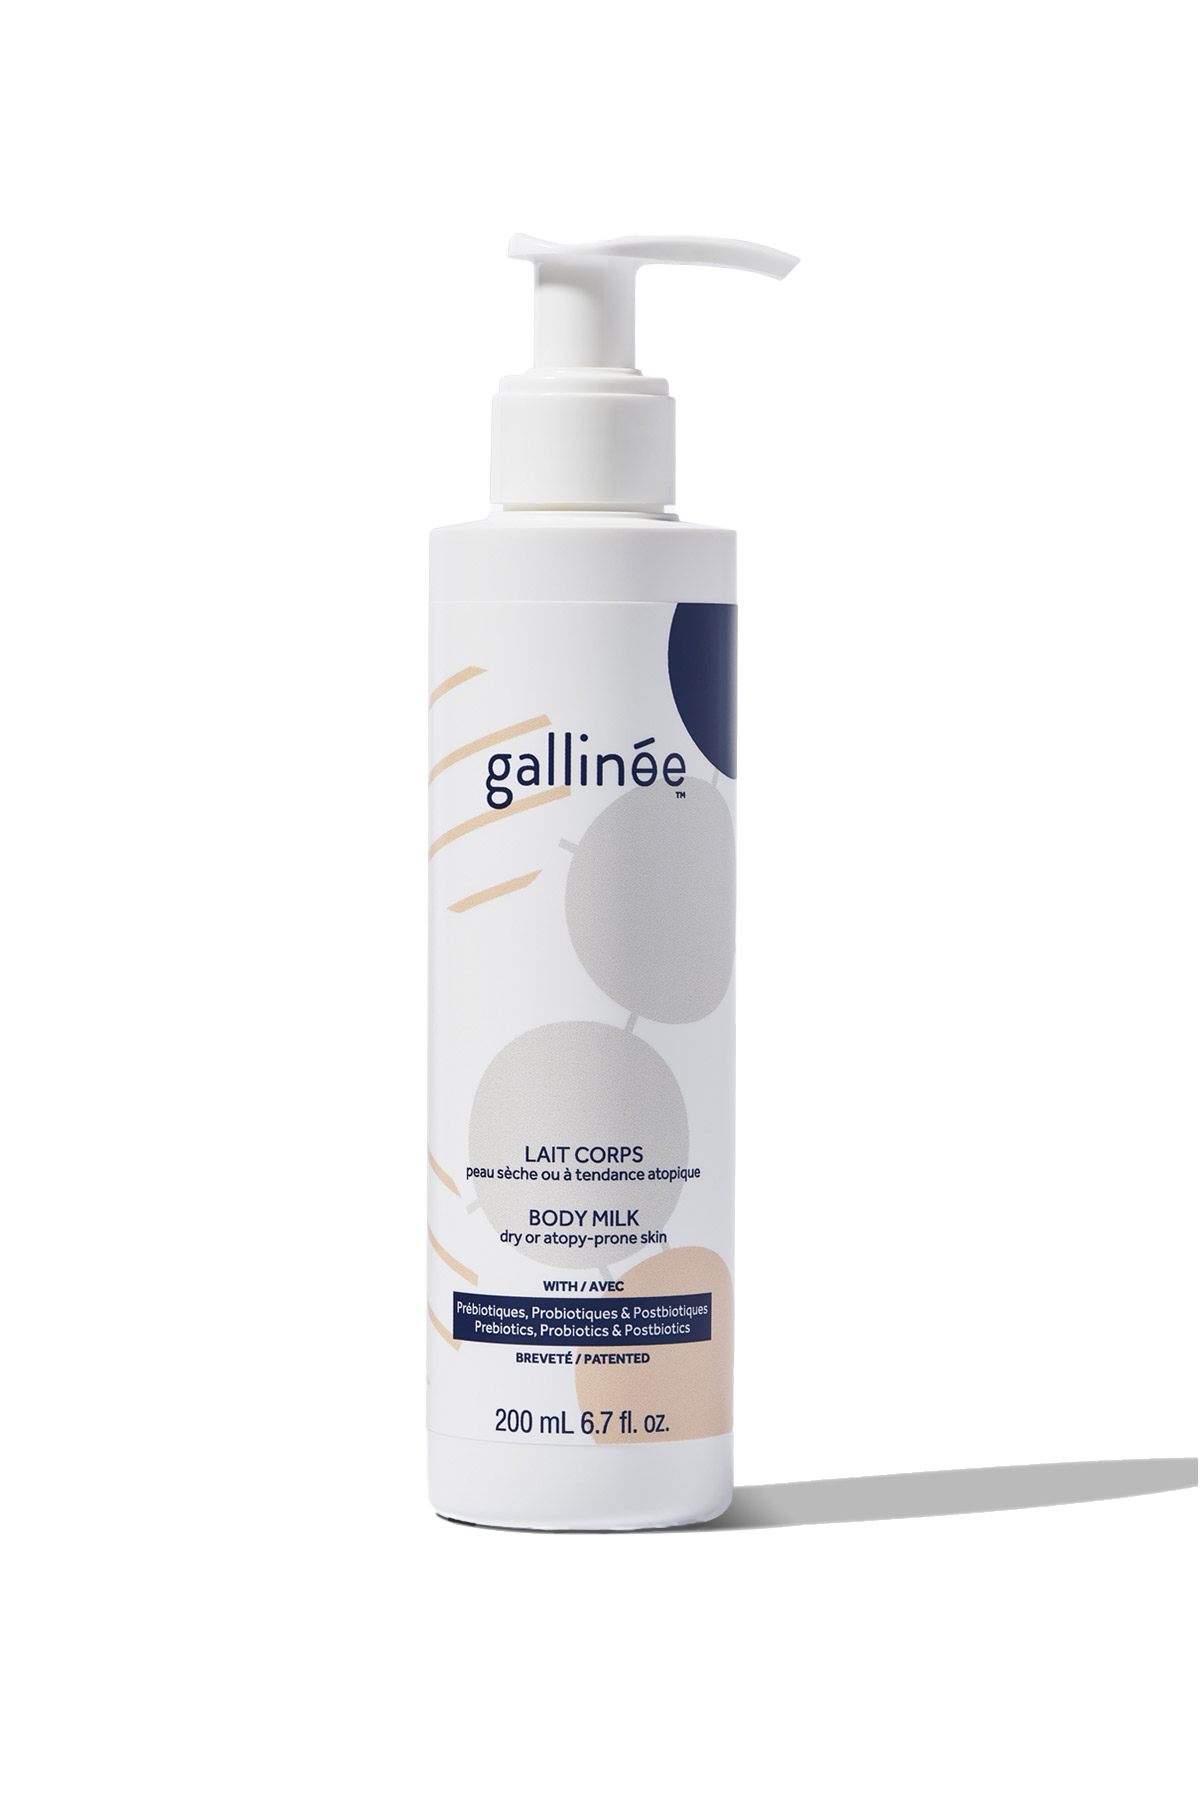 gallinée
TM
LAIT CORPS
peau sèche ou à tendance atopique
BODY MILK
dry or atopy-prone skin
WITH / AVEC
Prébiotiques, Probiotiques & Postbiotiques
Prebiotics, Probiotics & Postbiotics
BREVETÉ / PATENTED
200 mL 6.7 fl. oz.